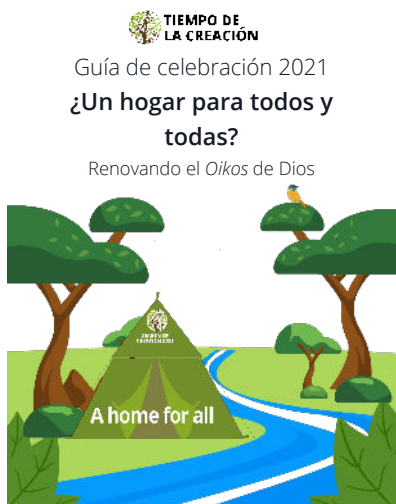 TIEMPO DE
LA CREACIÓN
Guía de celebración 2021
¿Un hogar para todos y
todas?
Renovando el Oikos de Dios
A home for all